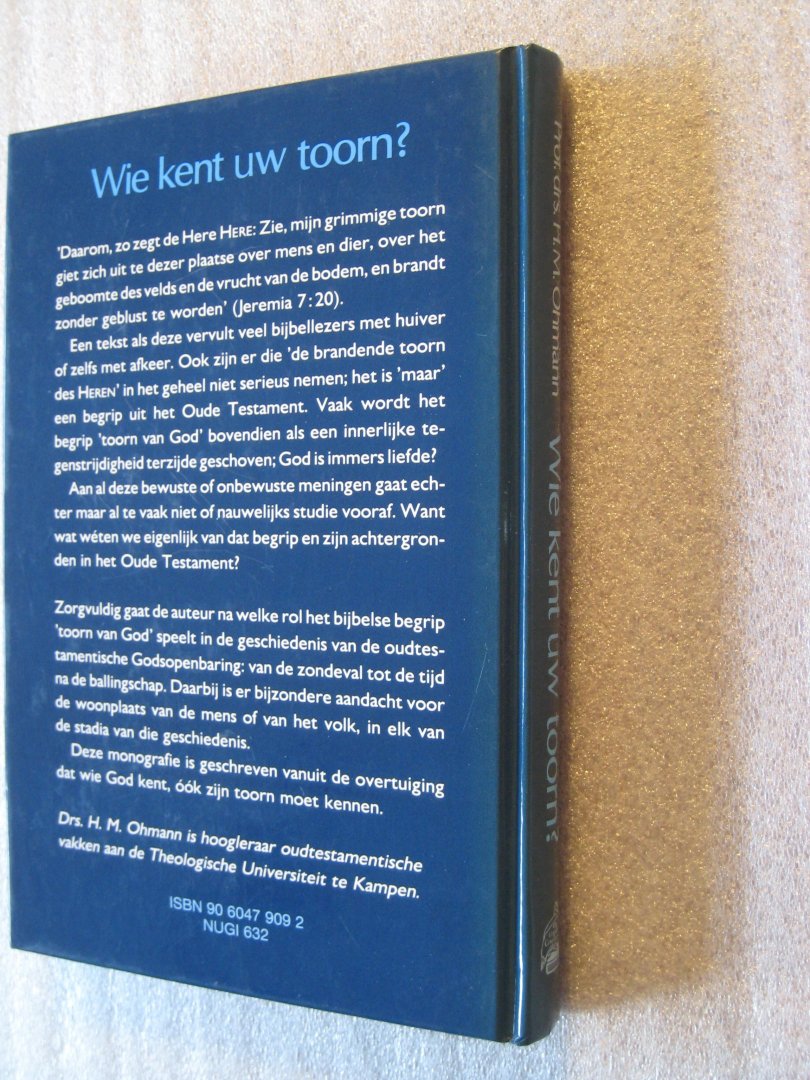 Wie kent uw toorn?
'Daarom, zo zegt de Here HERE: Zie, mijn grimmige toorn
giet zich uit te dezer plaatse over mens en dier, over het
geboomte des velds en de vrucht van de bodem, en brandt
zonder geblust te worden' (Jeremia 7:20).
Een tekst als deze vervult veel bijbellezers met huiver
of zelfs met afkeer. Ook zijn er die 'de brandende toorn
des HEREN' in het geheel niet serieus nemen; het is 'maar'
een begrip uit het Oude Testament. Vaak wordt het
begrip 'toorn van God' bovendien als een innerlijke te-
genstrijdigheid terzijde geschoven; God is immers liefde?
Aan al deze bewuste of onbewuste meningen gaat ech-
ter maar al te vaak niet of nauwelijks studie vooraf. Want
wat wéten we eigenlijk van dat begrip en zijn achtergron-
den in het Oude Testament?
Zorgvuldig gaat de auteur na welke rol het bijbelse begrip
'toorn van God' speelt in de geschiedenis van de oudtes-
tamentische Godsopenbaring: van de zondeval tot de tijd
na de ballingschap. Daarbij is er bijzondere aandacht voor
de woonplaats van de mens of van het volk, in elk van
de stadia van die geschiedenis.
Deze monografie is geschreven vanuit de overtuiging
dat wie God kent, óók zijn toorn moet kennen.
Drs. H. M. Ohmann is hoogleraar oudtestamentische
vakken aan de Theologische Universiteit te Kampen.
ISBN 90 6047 909 2
NUGI 632
Prof. drs. H.M. Ohmann Wie kent uw toorn?